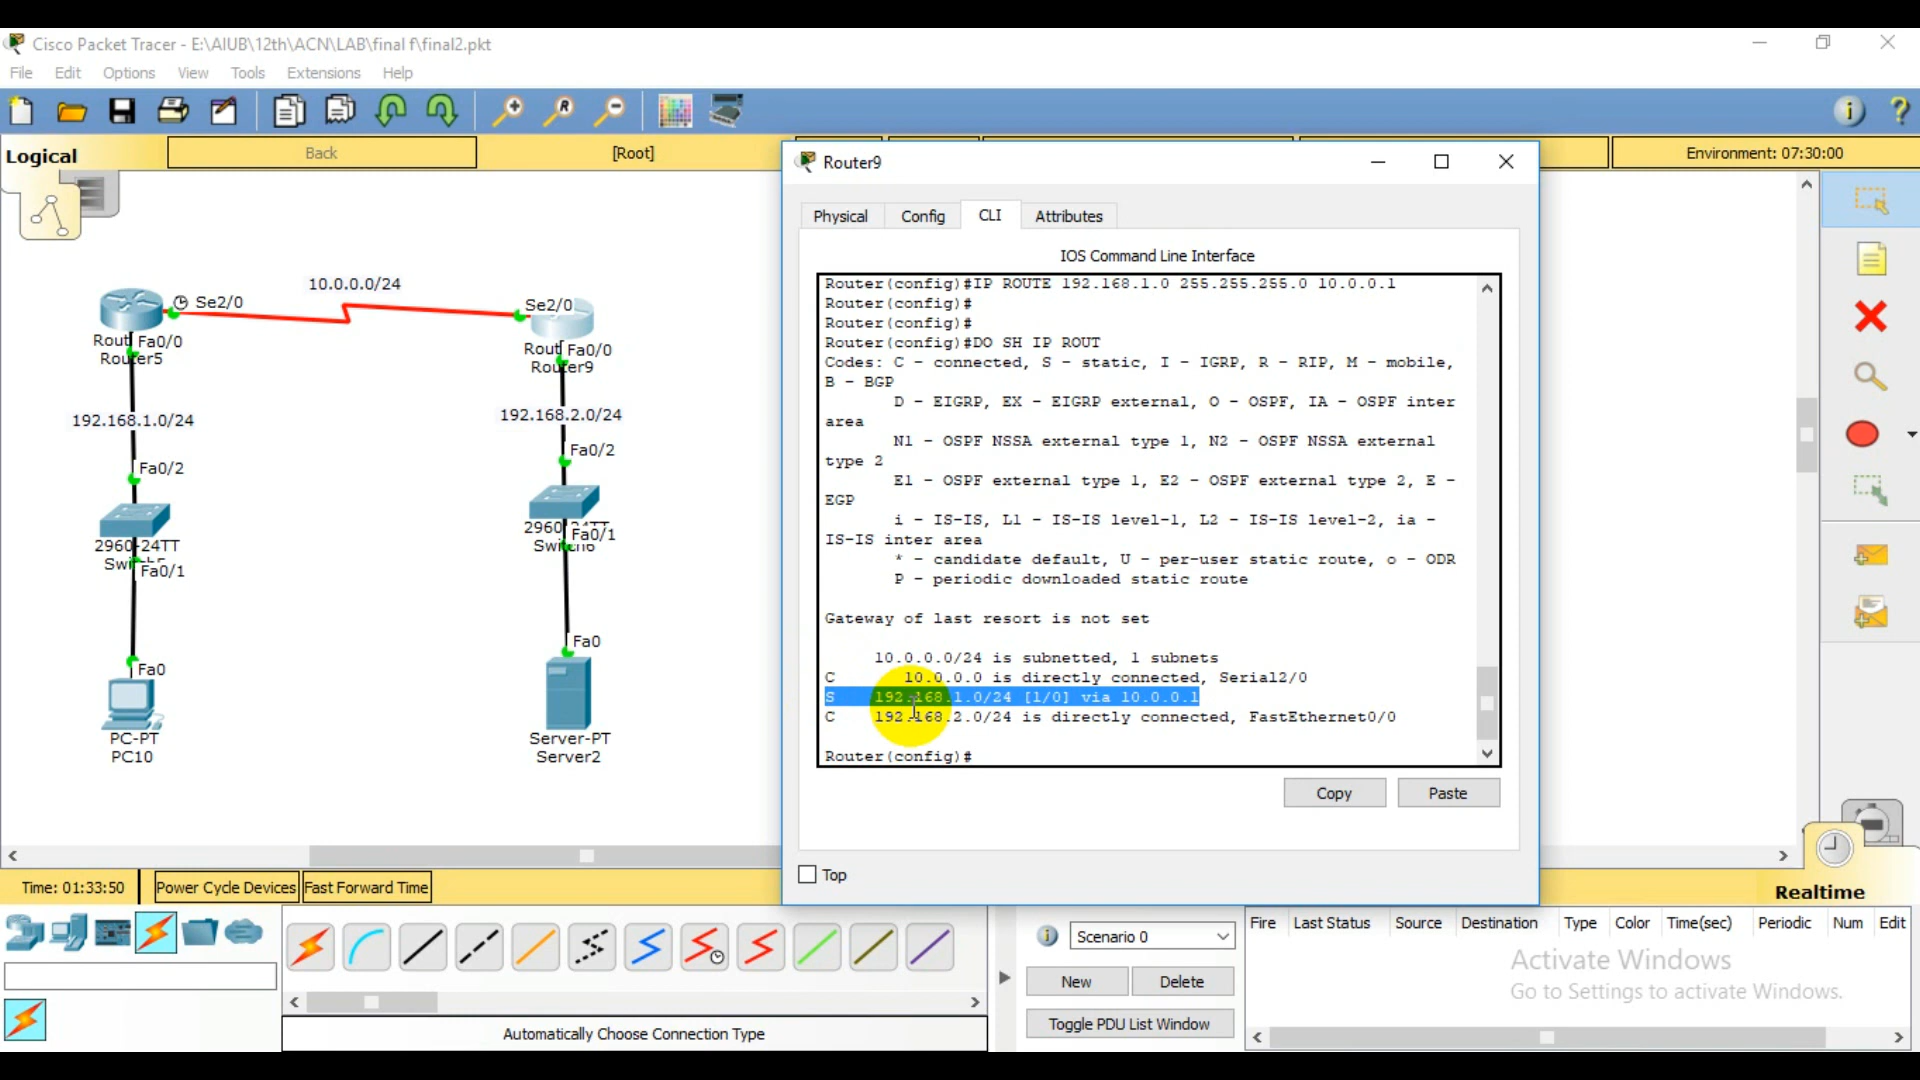 Cisco Packet Tracer - E:\AIUB\12th\ACN\LAB\final f\final2.pkt
File Edit Options View Tools Extensions Help
Logical
Back
[Root]
Environment: 07:30:00
Router9
Physical Config CLI Attributes
IOS Command Line Interface
Router(config)#IP ROUTE 192.168.1.0 255.255.255.0 10.0.0.1
Router(config)#
Router(config)#
Router(config)#DO SH IP ROUT
Codes: C - connected, S - static, I - IGRP, R - RIP, M - mobile,
B - BGP
D - EIGRP, EX - EIGRP external, O - OSPF, IA - OSPF inter
area
N1 - OSPF NSSA external type 1, N2 - OSPF NSSA external
type 2
E1 - OSPF external type 1, E2 - OSPF external type 2, E -
EGP
i - IS-IS, L1 - IS-IS level-1, L2 - IS-IS level-2, ia -
IS-IS inter area
* - candidate default, U - per-user static route, o - ODR
P - periodic downloaded static route
Gateway of last resort is not set
10.0.0.0/24 is subnetted, 1 subnets
C 10.0.0.0 is directly connected, Serial2/0
S 192.168.1.0/24 [1/0] via 10.0.0.1
C 192.168.2.0/24 is directly connected, FastEthernet0/0
Router(config)#
Copy
Paste
Top
10.0.0.0/24
Se2/0
Se2/0
Fa0/0
Router5
Fa0/0
Router9
192.168.1.0/24
192.168.2.0/24
Fa0/2
Fa0/2
2960-24TT
Fa0/1
Fa0/1
Fa0
Fa0
PC-PT
PC10
Server-PT
Server2
Time: 01:33:50
Power Cycle Devices
Fast Forward Time
Realtime
Scenario 0
New
Delete
Toggle PDU List Window
Automatically Choose Connection Type
Fire Last Status Source Destination Type Color Time(sec) Periodic Num Edit
Activate Windows
Go to Settings to activate Windows.